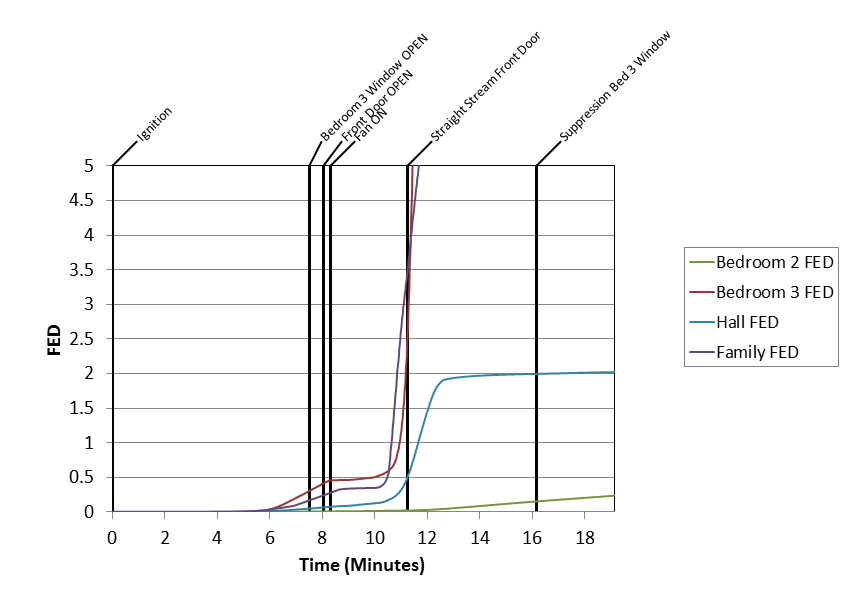 Ignition
Bedroom 3 Window OPEN
Front Door OPEN
Fan ON
Straight Stream Front Door
Suppression Bed 3 Window
5
4.5
4
3.5
3
2.5
2
1.5
1
0.5
0
FED
0 2 4 6 8 10 12 14 16 18
Time (Minutes)
Bedroom 2 FED
Bedroom 3 FED
Hall FED
Family FED